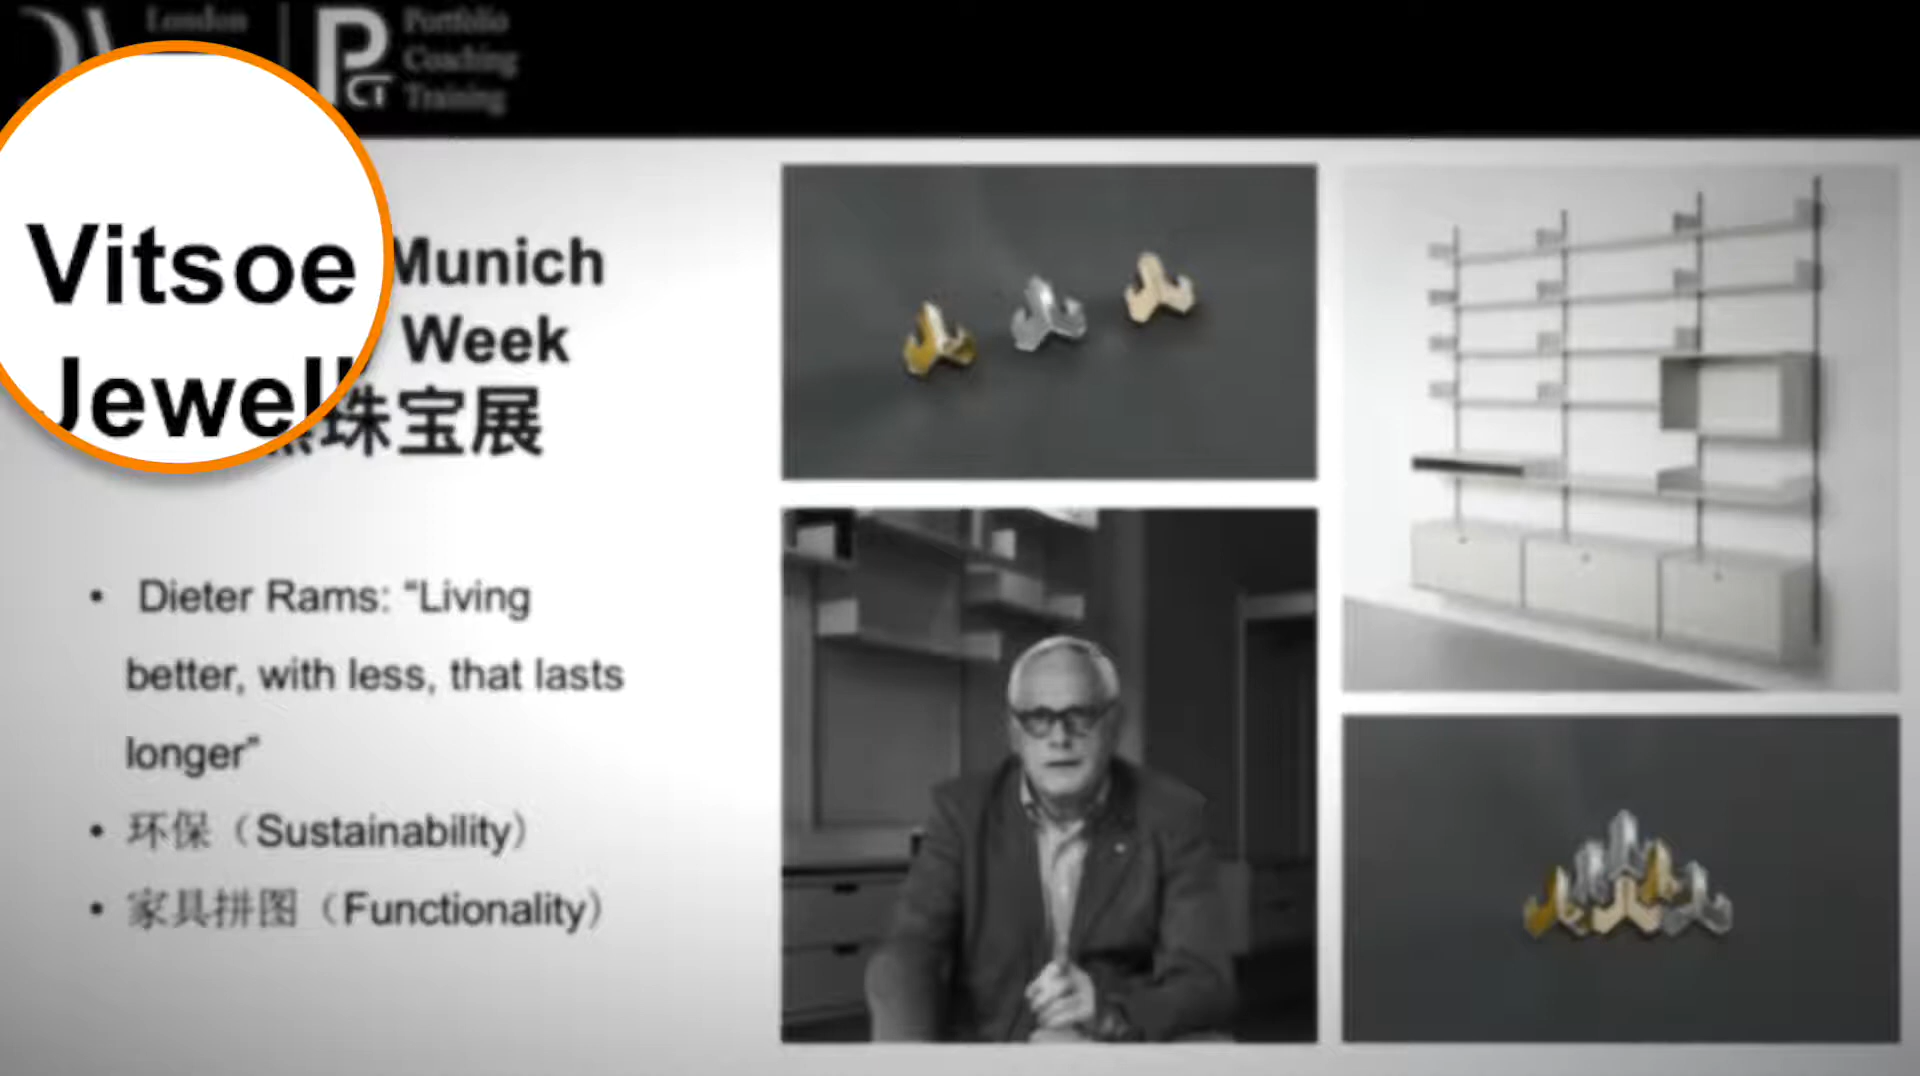 London
Portfolio
Coaching
Training
Vitsoe Munich
Week
珠宝展
• Dieter Rams: “Living
better, with less, that lasts
longer”
• 环保（Sustainability）
• 家具拼图（Functionality）